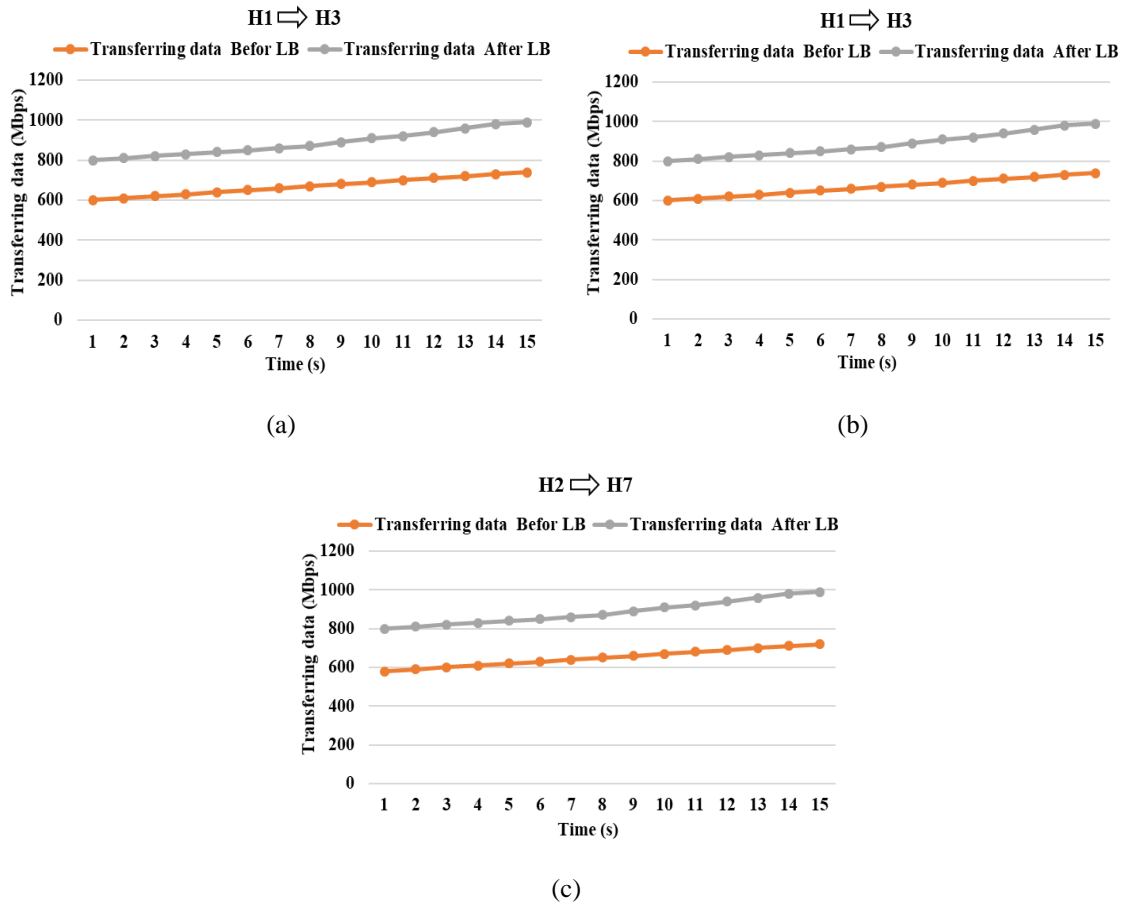 H1 ⇨ H3
Transferring data Befor LB Transferring data After LB
Transferring data (Mbps)
1200
1000
800
600
400
200
0
1 2 3 4 5 6 7 8 9 10 11 12 13 14 15
Time (s)
(a)
H1 ⇨ H3
Transferring data Befor LB Transferring data After LB
Transferring data (Mbps)
1200
1000
800
600
400
200
0
1 2 3 4 5 6 7 8 9 10 11 12 13 14 15
Time (s)
(b)
H2 ⇨ H7
Transferring data Befor LB Transferring data After LB
Transferring data (Mbps)
1200
1000
800
600
400
200
0
1 2 3 4 5 6 7 8 9 10 11 12 13 14 15
Time (s)
(c)